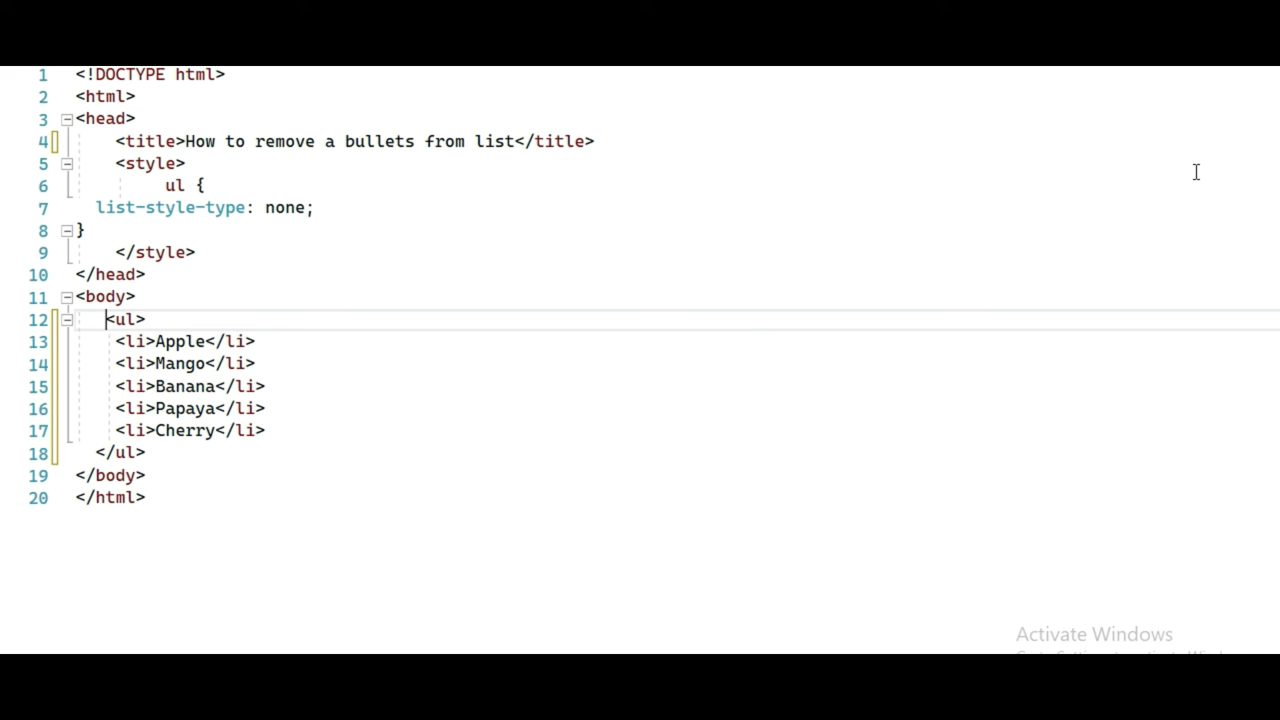 1 <!DOCTYPE html>
2 <html>
3 <head>
4 <title>How to remove a bullets from list</title>
5 <style>
6 ul {
7 list-style-type: none;
8 }
9 </style>
10 </head>
11 <body>
12 <ul>
13 <li>Apple</li>
14 <li>Mango</li>
15 <li>Banana</li>
16 <li>Papaya</li>
17 <li>Cherry</li>
18 </ul>
19 </body>
20 </html>
Activate Windows